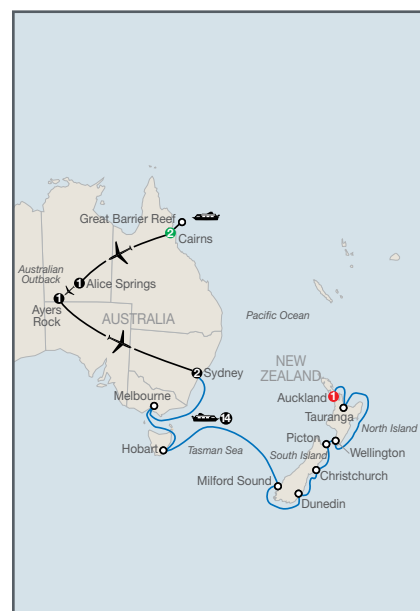 Great Barrier Reef
2
Cairns
Australian
Outback
1
Alice Springs
1
Ayers
Rock
AUSTRALIA
Pacific Ocean
2
Sydney
NEW
ZEALAND
Melbourne
Auckland
1
14
Tauranga
North Island
Hobart
Tasman Sea
Picton
South Island
Wellington
Christchurch
Milford Sound
Dunedin